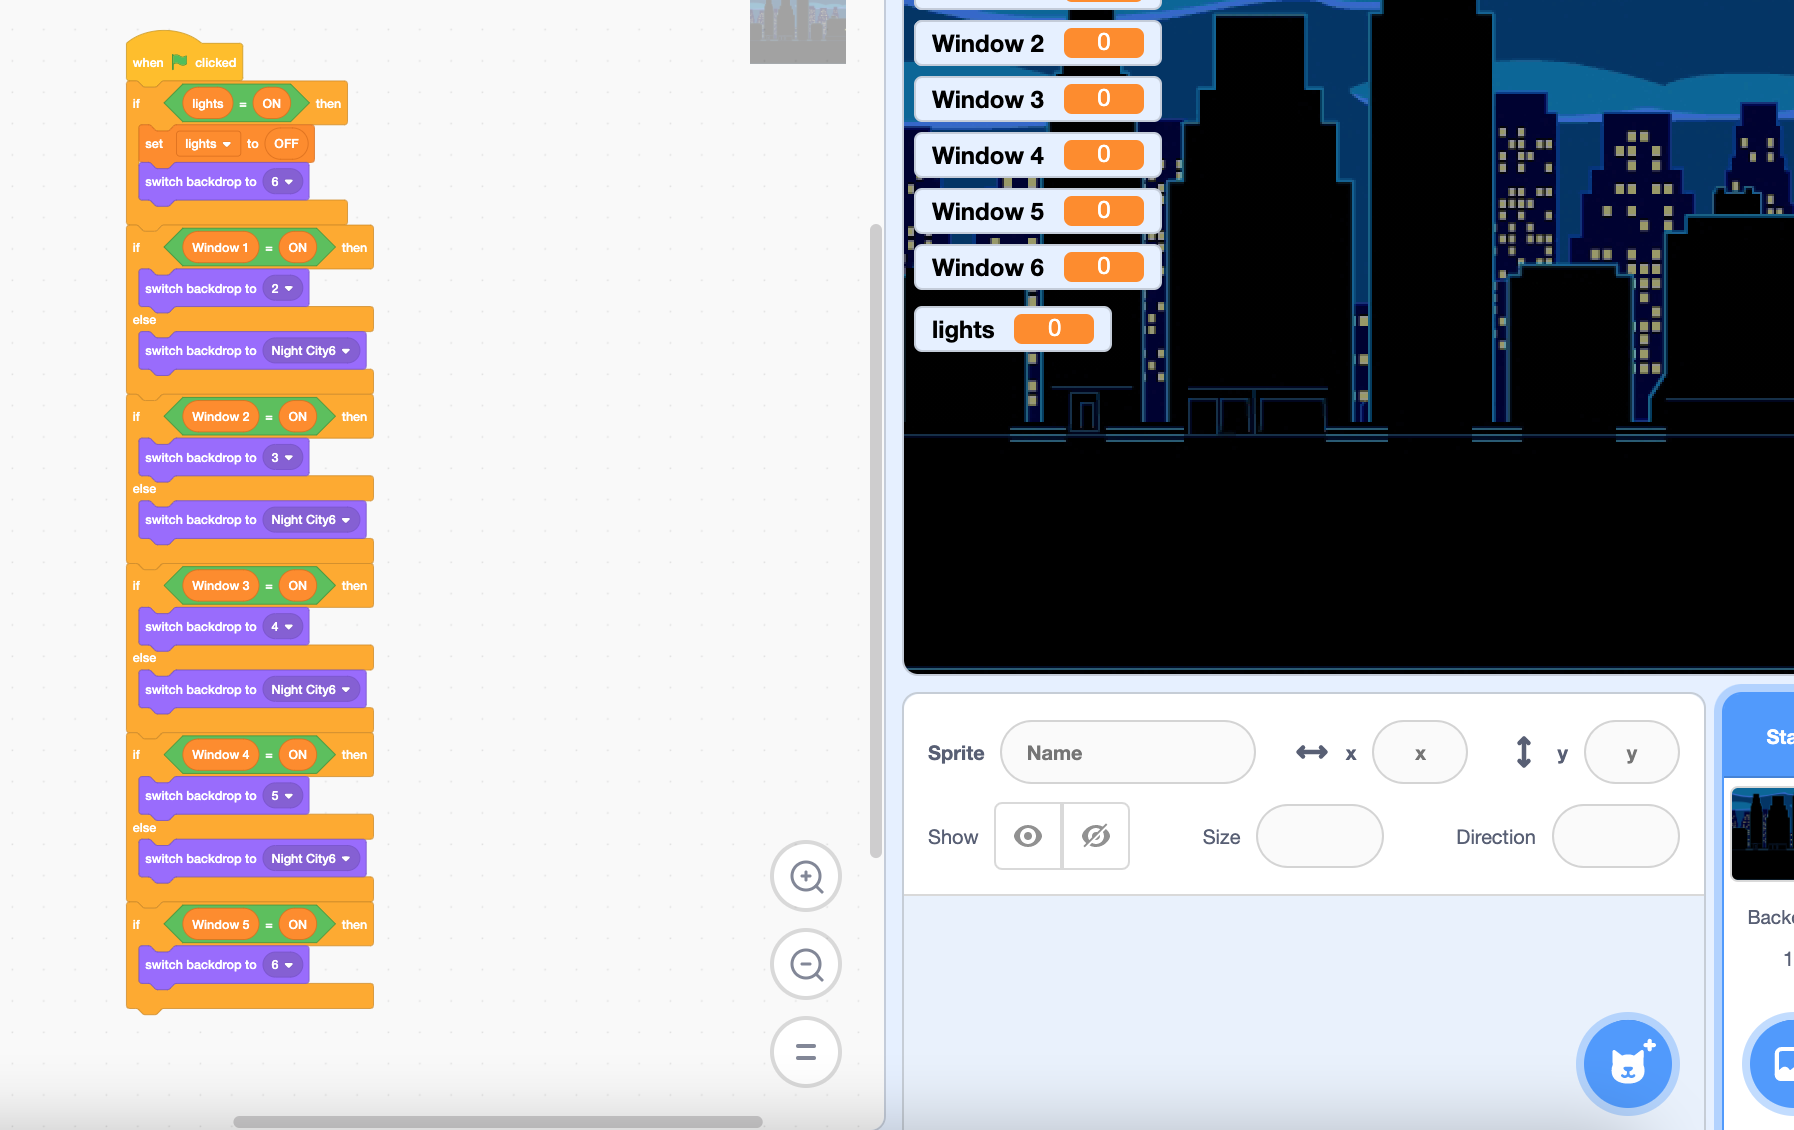 when clicked
if lights = ON then
set lights to OFF
switch backdrop to 6
if Window 1 = ON then
switch backdrop to 2
else
switch backdrop to Night City6
if Window 2 = ON then
switch backdrop to 3
else
switch backdrop to Night City6
if Window 3 = ON then
switch backdrop to 4
else
switch backdrop to Night City6
if Window 4 = ON then
switch backdrop to 5
else
switch backdrop to Night City6
if Window 5 = ON then
switch backdrop to 6
Window 2 0
Window 3 0
Window 4 0
Window 5 0
Window 6 0
lights 0
Sprite Name x x y y
Show Size Direction
Sta
Backd
1